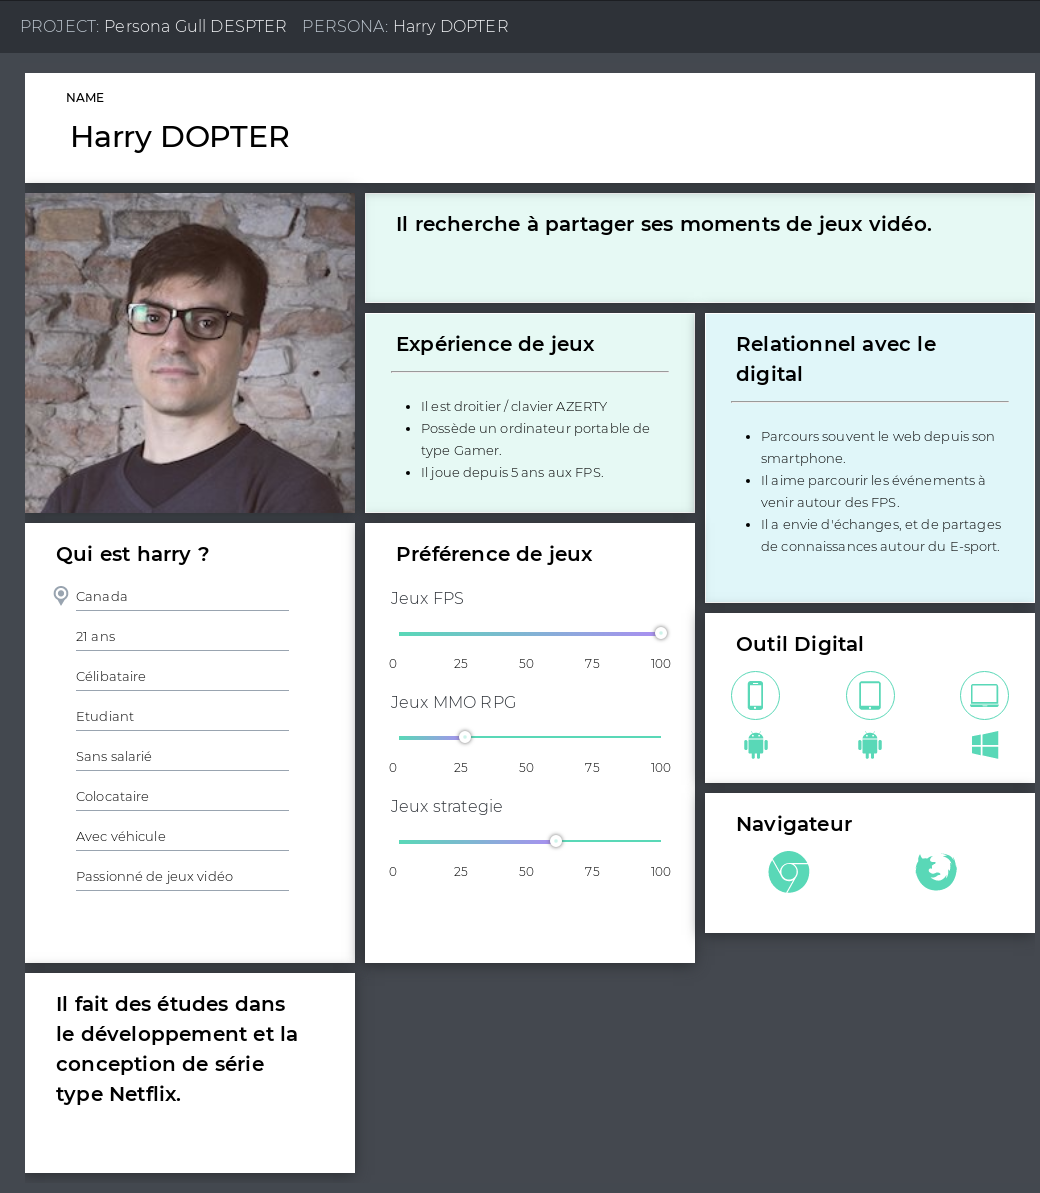 PROJECT: Persona Gull DESPTER PERSONA: Harry DOPTER
NAME
Harry DOPTER
Il recherche à partager ses moments de jeux vidéo.
Expérience de jeux
Il est droitier / clavier AZERTY
Possède un ordinateur portable de
type Gamer.
Il joue depuis 5 ans aux FPS.
Relationnel avec le
digital
Parcours souvent le web depuis son
smartphone.
Il aime parcourir les événements à
venir autour des FPS.
Il a envie d'échanges, et de partages
de connaissances autour du E-sport.
Qui est harry ?
Canada
21 ans
Célibataire
Etudiant
Sans salarié
Colocataire
Avec véhicule
Passionné de jeux vidéo
Préférence de jeux
Jeux FPS
0 25 50 75 100
Jeux MMO RPG
0 25 50 75 100
Jeux strategie
0 25 50 75 100
Outil Digital
Navigateur
Il fait des études dans
le développement et la
conception de série
type Netflix.